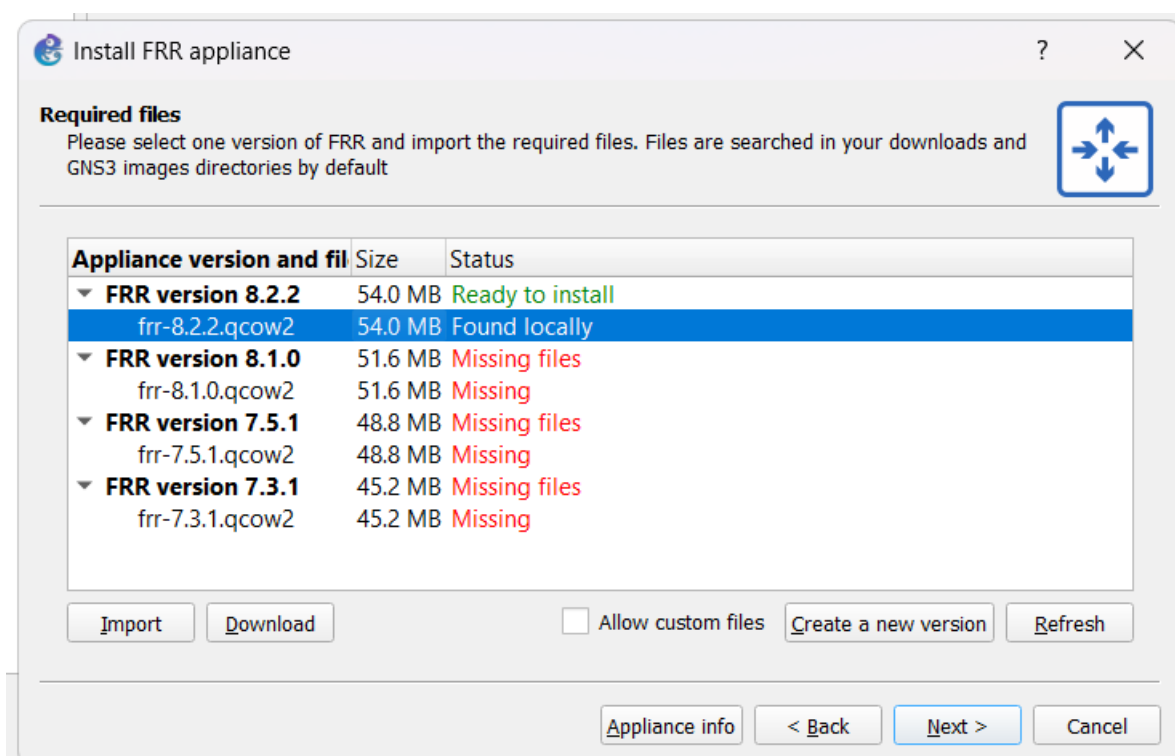 Install FRR appliance ?
Required files
Please select one version of FRR and import the required files. Files are searched in your downloads and
GNS3 images directories by default
Appliance version and fil Size Status
FRR version 8.2.2 54.0 MB Ready to install
frr-8.2.2.qcow2 54.0 MB Found locally
FRR version 8.1.0 51.6 MB Missing files
frr-8.1.0.qcow2 51.6 MB Missing
FRR version 7.5.1 48.8 MB Missing files
frr-7.5.1.qcow2 48.8 MB Missing
FRR version 7.3.1 45.2 MB Missing files
frr-7.3.1.qcow2 45.2 MB Missing
Import Download Allow custom files Create a new version Refresh
Appliance info < Back Next > Cancel